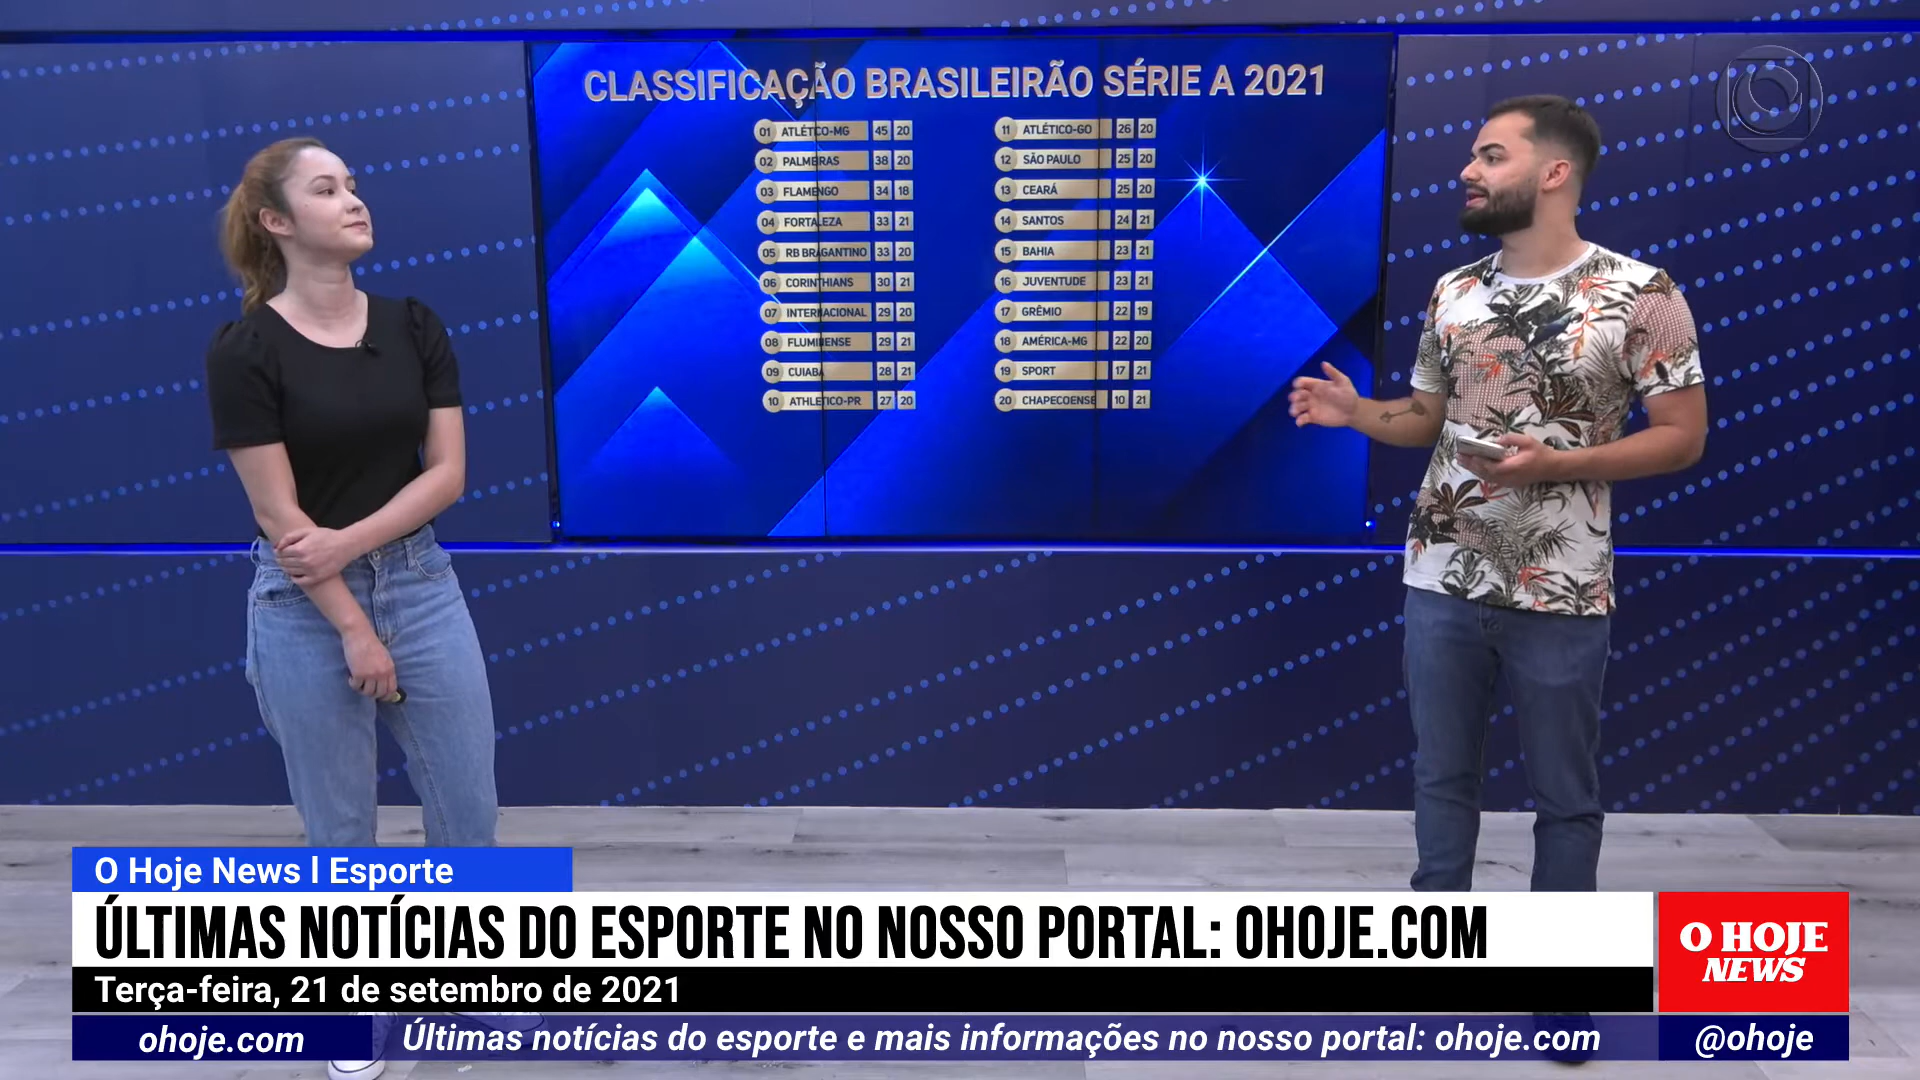 CLASSIFICAÇÃO BRASILEIRÃO SÉRIE A 2021
01 ATLÉTCO-MG 45 20
02 PALMERAS 38 20
03 FLAMENGO 34 18
04 FORTALEZA 33 21
05 RB BRAGANTINO 33 20
06 CORINTHIANS 30 21
07 INTERNACIONAL 29 20
08 FLUMINENSE 29 21
09 CUIABÁ 28 21
10 ATHLETICO-PR 27 20
11 ATLÉTICO-GO 26 20
12 SÃO PAULO 25 20
13 CEARÁ 25 20
14 SANTOS 24 21
15 BAHIA 23 21
16 JUVENTUDE 23 21
17 GRÊMIO 22 19
18 AMÉRICA-MG 22 20
19 SPORT 17 21
20 CHAPECOENSE 10 21
O Hoje News | Esporte
ÚLTIMAS NOTÍCIAS DO ESPORTE NO NOSSO PORTAL: OHOJE.COM
Terça-feira, 21 de setembro de 2021
O HOJE
NEWS
ohoje.com
Últimas notícias do esporte e mais informações no nosso portal: ohoje.com
@ohoje